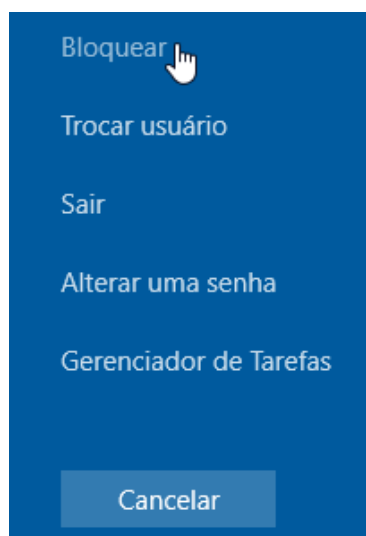 Bloquear
Trocar usuário
Sair
Alterar uma senha
Gerenciador de Tarefas
Cancelar